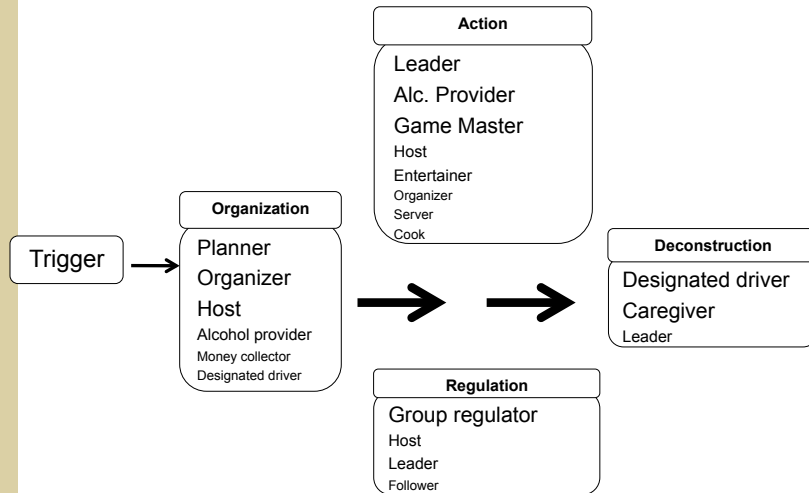 Trigger
Organization
Planner
Organizer
Host
Alcohol provider
Money collector
Designated driver
Action
Leader
Alc. Provider
Game Master
Host
Entertainer
Organizer
Server
Cook
Regulation
Group regulator
Host
Leader
Follower
Deconstruction
Designated driver
Caregiver
Leader